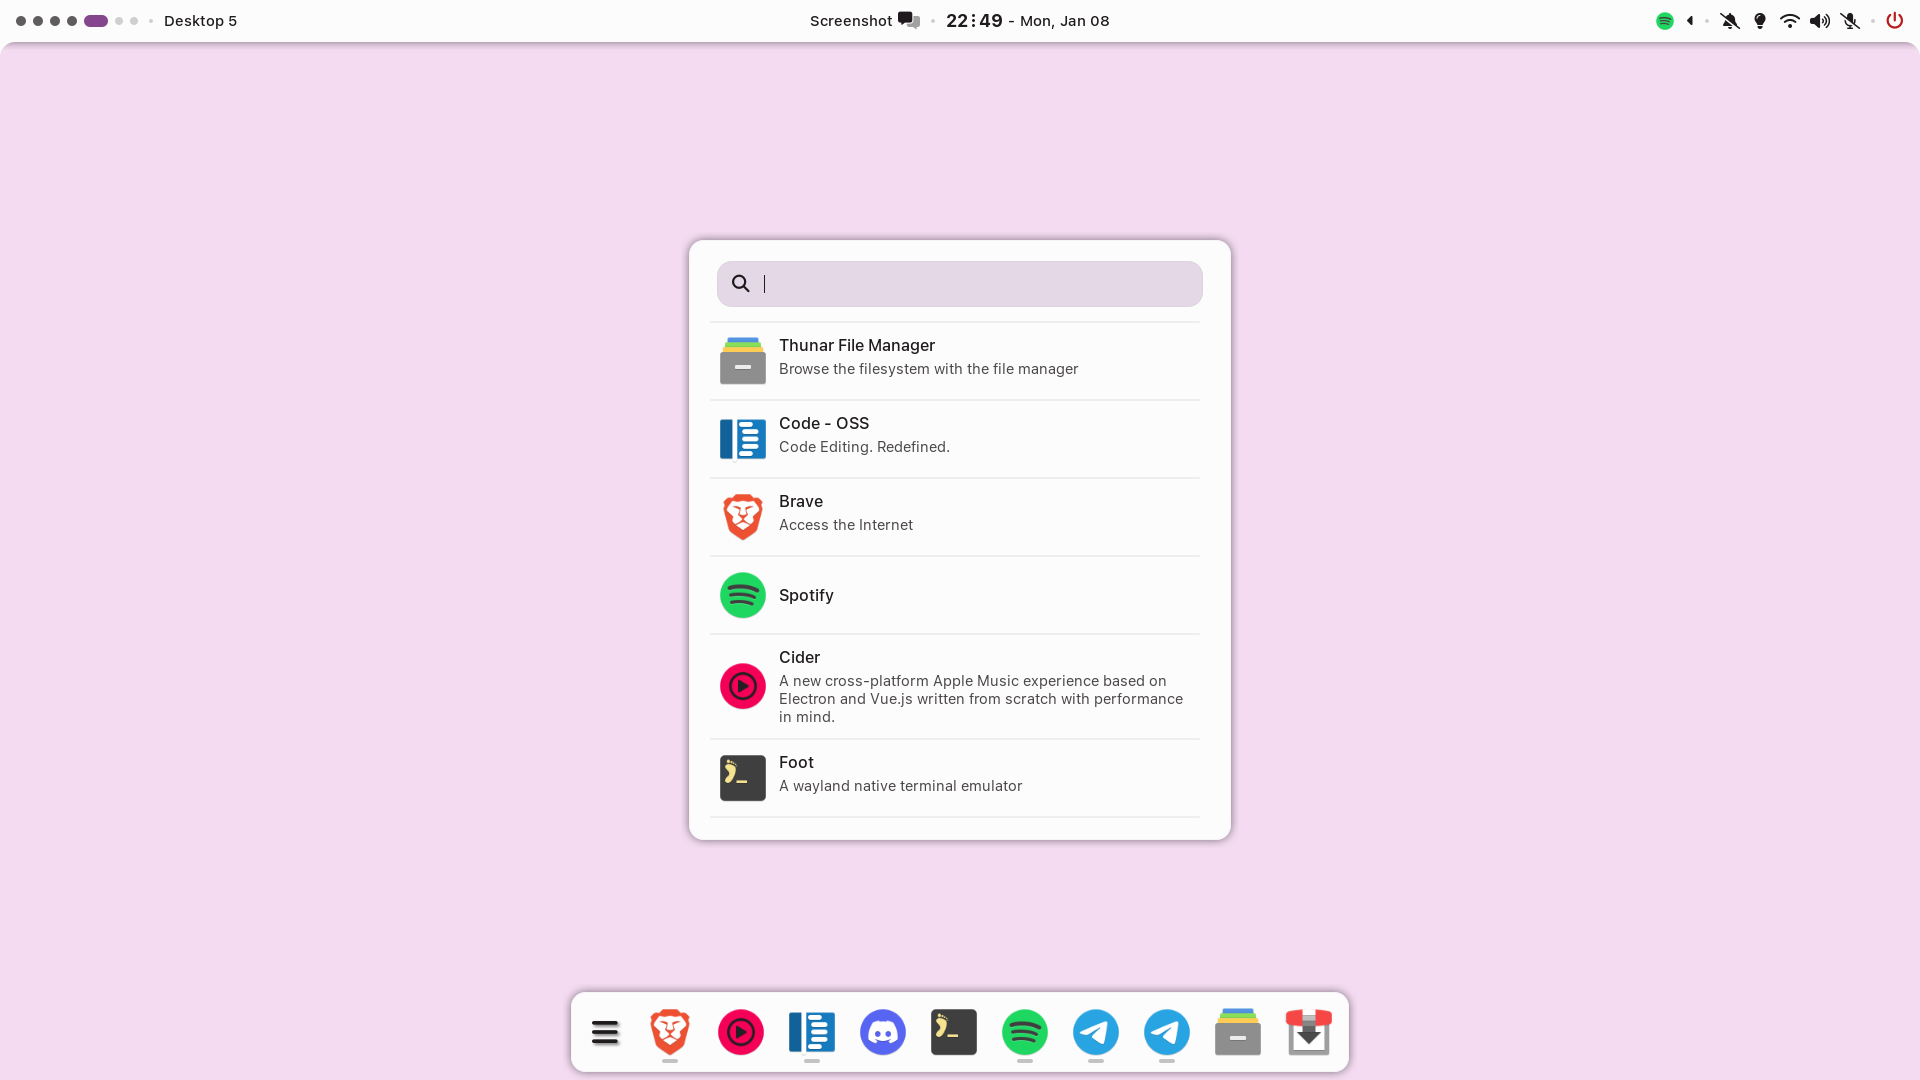 Desktop 5
Screenshot
22:49 - Mon, Jan 08
Thunar File Manager
Browse the filesystem with the file manager
Code - OSS
Code Editing. Redefined.
Brave
Access the Internet
Spotify
Cider
A new cross-platform Apple Music experience based on
Electron and Vue.js written from scratch with performance
in mind.
Foot
A wayland native terminal emulator